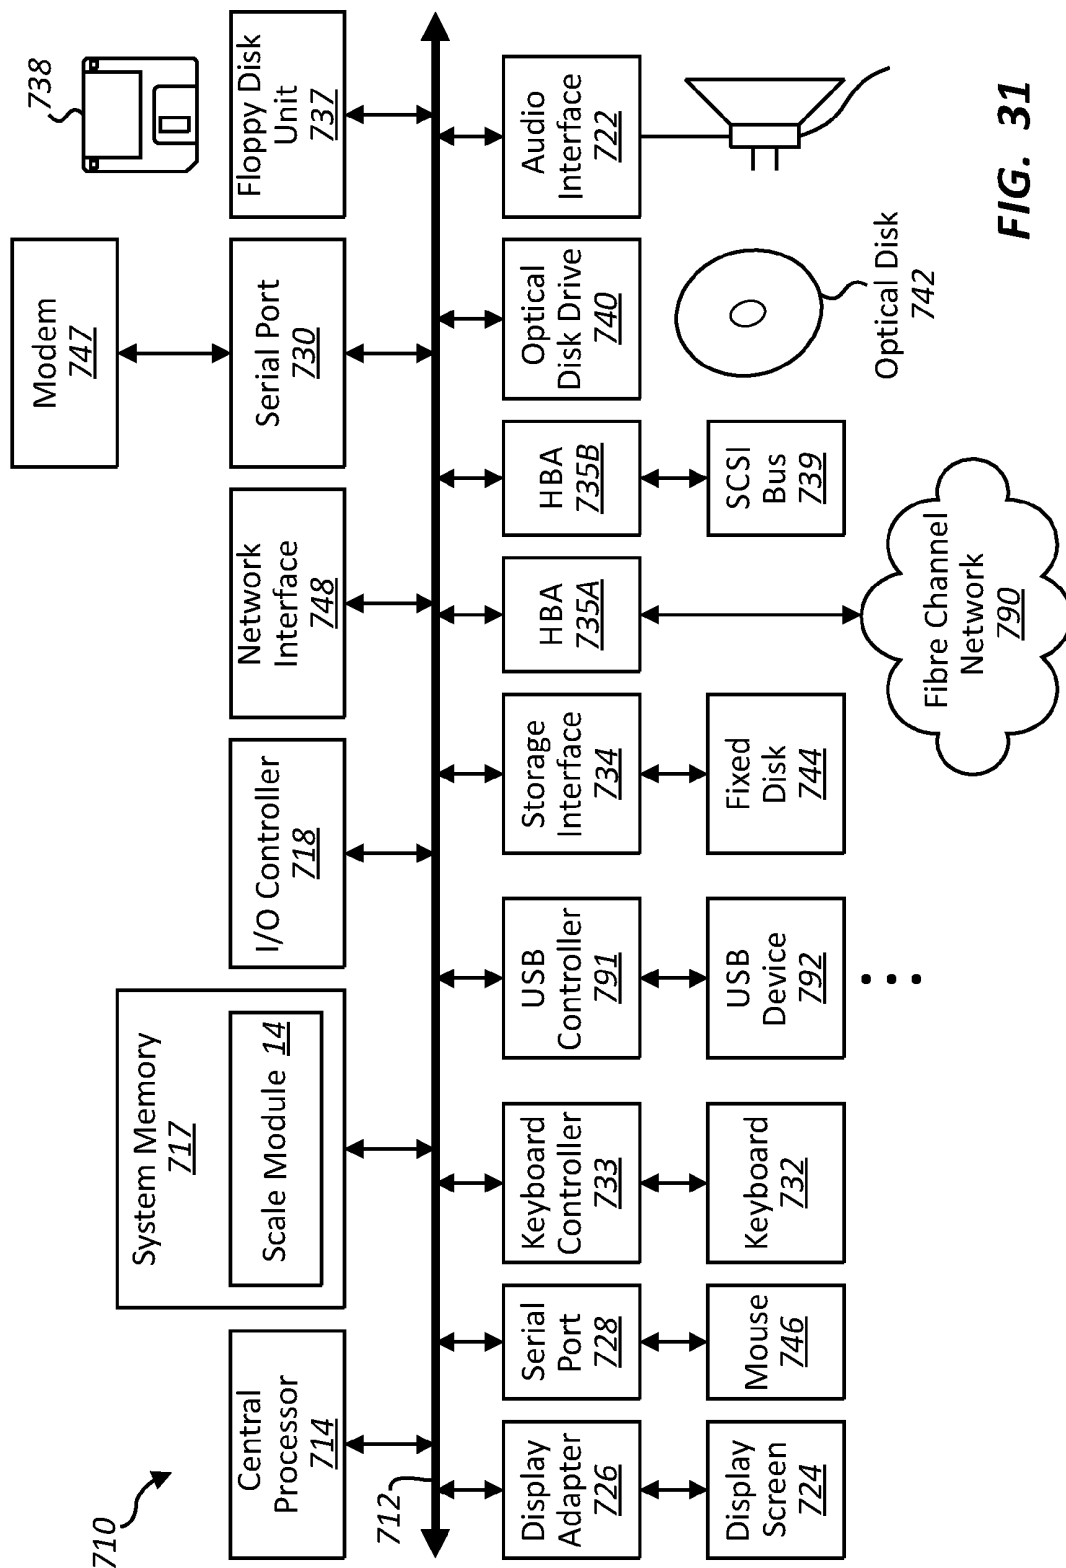 710
Central
Processor
714
System Memory
717
Scale Module 14
I/O Controller
718
Network
Interface
748
Modem
747
Serial Port
730
738
Floppy Disk
Unit
737
712
Display
Adapter
726
Serial
Port
728
Keyboard
Controller
733
USB
Controller
791
Storage
Interface
734
HBA
735A
HBA
735B
Optical
Disk Drive
740
Audio
Interface
722
Display
Screen
724
Mouse
746
Keyboard
732
USB
Device
792
Fixed
Disk
744
SCSI
Bus
739
Fibre Channel
Network
790
Optical Disk
742
FIG. 31